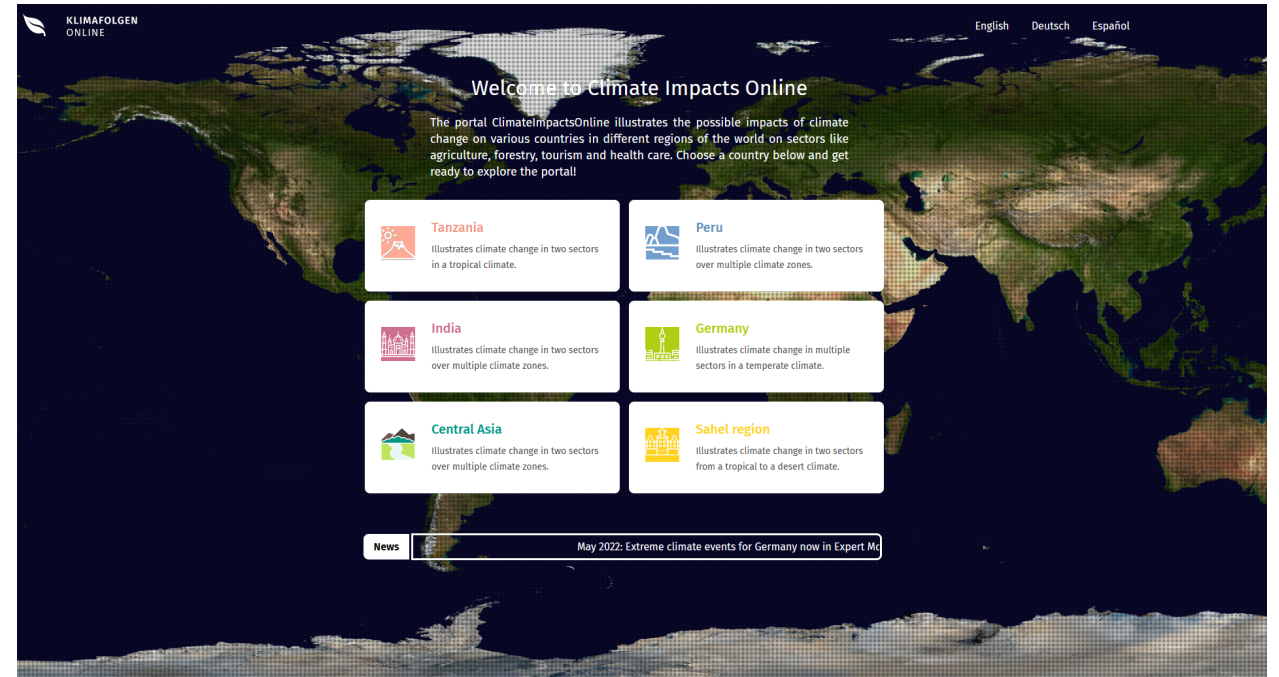 KLIMAFOLGEN
ONLINE
English Deutsch Español
Welcome to Climate Impacts Online
The portal ClimateImpactsOnline illustrates the possible impacts of climate
change on various countries in different regions of the world on sectors like
agriculture, forestry, tourism and health care. Choose a country below and get
ready to explore the portal!
Tanzania
Illustrates climate change in two sectors
in a tropical climate.
Peru
Illustrates climate change in two sectors
over multiple climate zones.
India
Illustrates climate change in two sectors
over multiple climate zones.
Germany
Illustrates climate change in multiple
sectors in a temperate climate.
Central Asia
Illustrates climate change in two sectors
over multiple climate zones.
Sahel region
Illustrates climate change in two sectors
from a tropical to a desert climate.
News
May 2022: Extreme climate events for Germany now in Expert